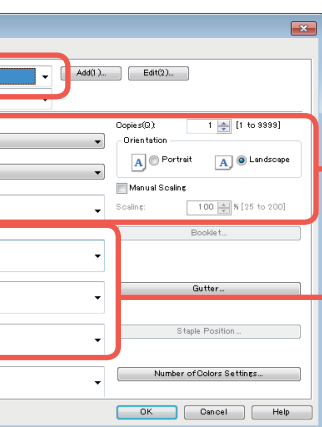 Add(1)...
Edit(2)...
Copies(Q): 1 [1 to 9999]
Orientation
A Portrait A Landscape
Manual Scaling
Scaling: 100 % [25 to 200]
Booklet...
Gutter...
Staple Position...
Number of Colors Settings...
OK Cancel Help